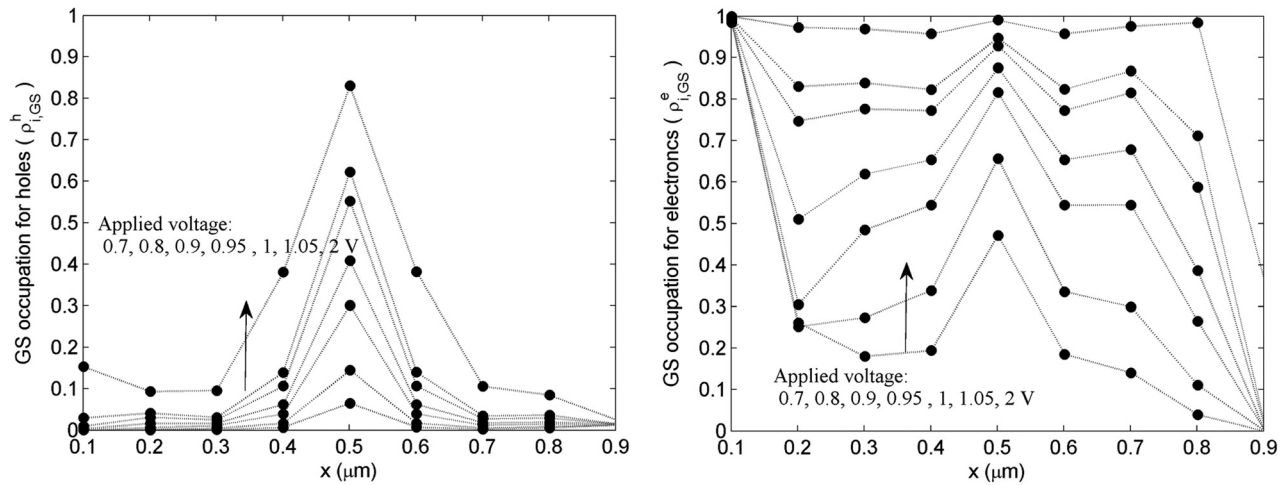 GS occupation for holes ( ρ^h_i,GS )
1
0.9
0.8
0.7
0.6
0.5
0.4
0.3
0.2
0.1
0
Applied voltage:
0.7, 0.8, 0.9, 0.95 , 1, 1.05, 2 V
0.1 0.2 0.3 0.4 0.5 0.6 0.7 0.8 0.9
x (μm)
GS occupation for electroncs ( ρ^e_i,GS )
1
0.9
0.8
0.7
0.6
0.5
0.4
0.3
0.2
0.1
0
Applied voltage:
0.7, 0.8, 0.9, 0.95 , 1, 1.05, 2 V
0.1 0.2 0.3 0.4 0.5 0.6 0.7 0.8 0.9
x (μm)